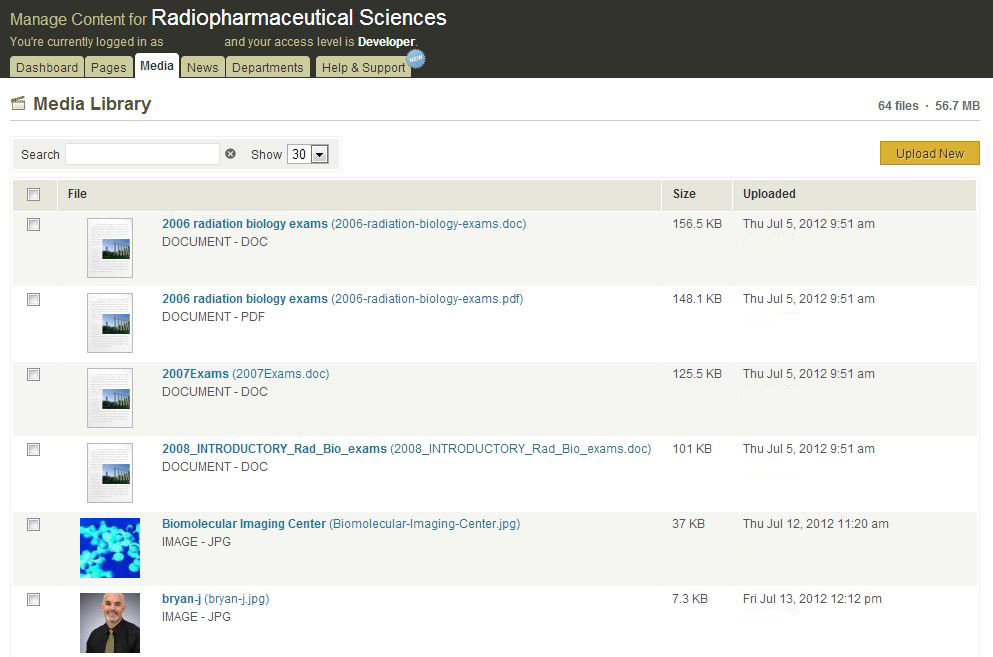 Manage Content for Radiopharmaceutical Sciences
You're currently logged in as and your access level is Developer.
Dashboard Pages Media News Departments Help & Support NEW
Media Library 64 files · 56.7 MB
Search Show 30 Upload New
File Size Uploaded
2006 radiation biology exams (2006-radiation-biology-exams.doc) 156.5 KB Thu Jul 5, 2012 9:51 am
DOCUMENT - DOC
2006 radiation biology exams (2006-radiation-biology-exams.pdf) 148.1 KB Thu Jul 5, 2012 9:51 am
DOCUMENT - PDF
2007Exams (2007Exams.doc) 125.5 KB Thu Jul 5, 2012 9:51 am
DOCUMENT - DOC
2008_INTRODUCTORY_Rad_Bio_exams (2008_INTRODUCTORY_Rad_Bio_exams.doc) 101 KB Thu Jul 5, 2012 9:51 am
DOCUMENT - DOC
Biomolecular Imaging Center (Biomolecular-Imaging-Center.jpg) 37 KB Thu Jul 12, 2012 11:20 am
IMAGE - JPG
bryan-j (bryan-j.jpg) 7.3 KB Fri Jul 13, 2012 12:12 pm
IMAGE - JPG